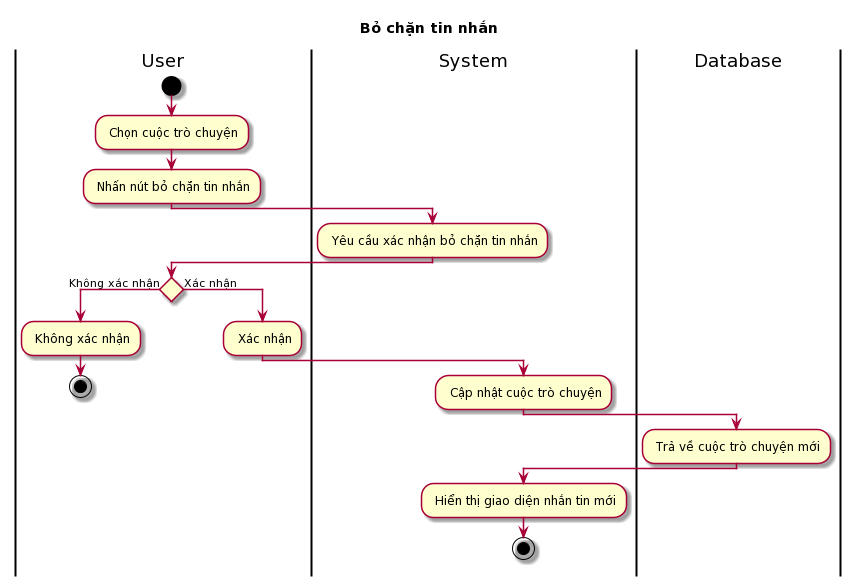 Bỏ chặn tin nhắn
User
System
Database
Chọn cuộc trò chuyện
Nhấn nút bỏ chặn tin nhắn
Yêu cầu xác nhận bỏ chặn tin nhắn
Không xác nhận
Xác nhận
Không xác nhận
Xác nhận
Cập nhật cuộc trò chuyện
Trả về cuộc trò chuyện mới
Hiển thị giao diện nhắn tin mới